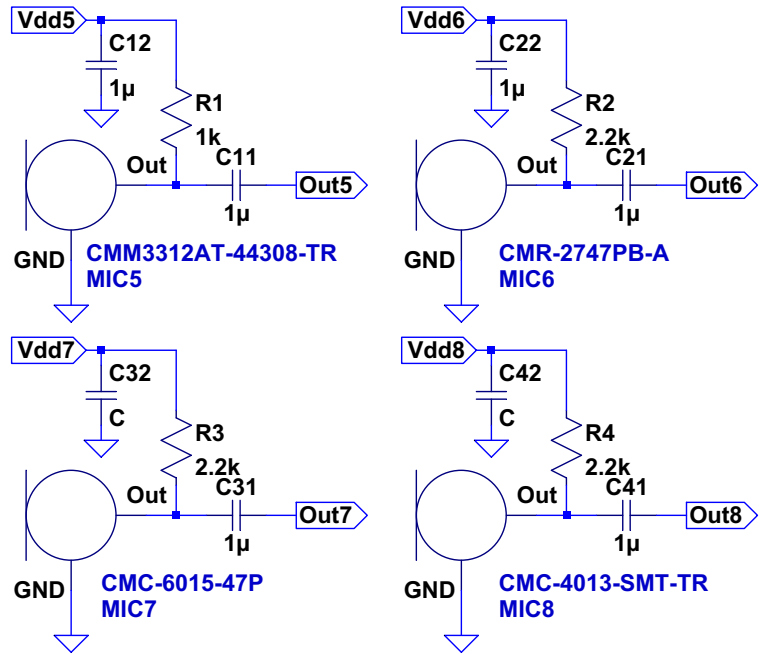 Vdd5
C12
1µ
R1
1k
Out
C11
1µ
Out5
GND
CMM3312AT-44308-TR
MIC5
Vdd6
C22
1µ
R2
2.2k
Out
C21
1µ
Out6
GND
CMR-2747PB-A
MIC6
Vdd7
C32
C
R3
2.2k
Out
C31
1µ
Out7
GND
CMC-6015-47P
MIC7
Vdd8
C42
C
R4
2.2k
Out
C41
1µ
Out8
GND
CMC-4013-SMT-TR
MIC8